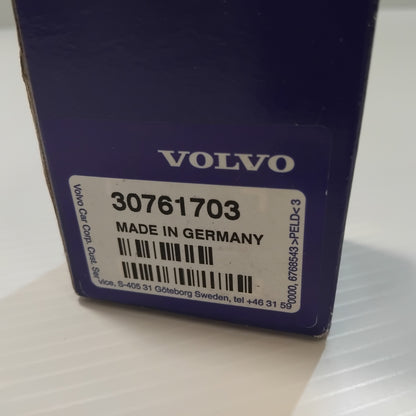 VOLVO
30761703
MADE IN GERMANY
Volvo Car Corp. Cust. Ser
vice, S-405 31 Göteborg Sweden, tel +46 31 59
0000, 6768543 >PELD< 3